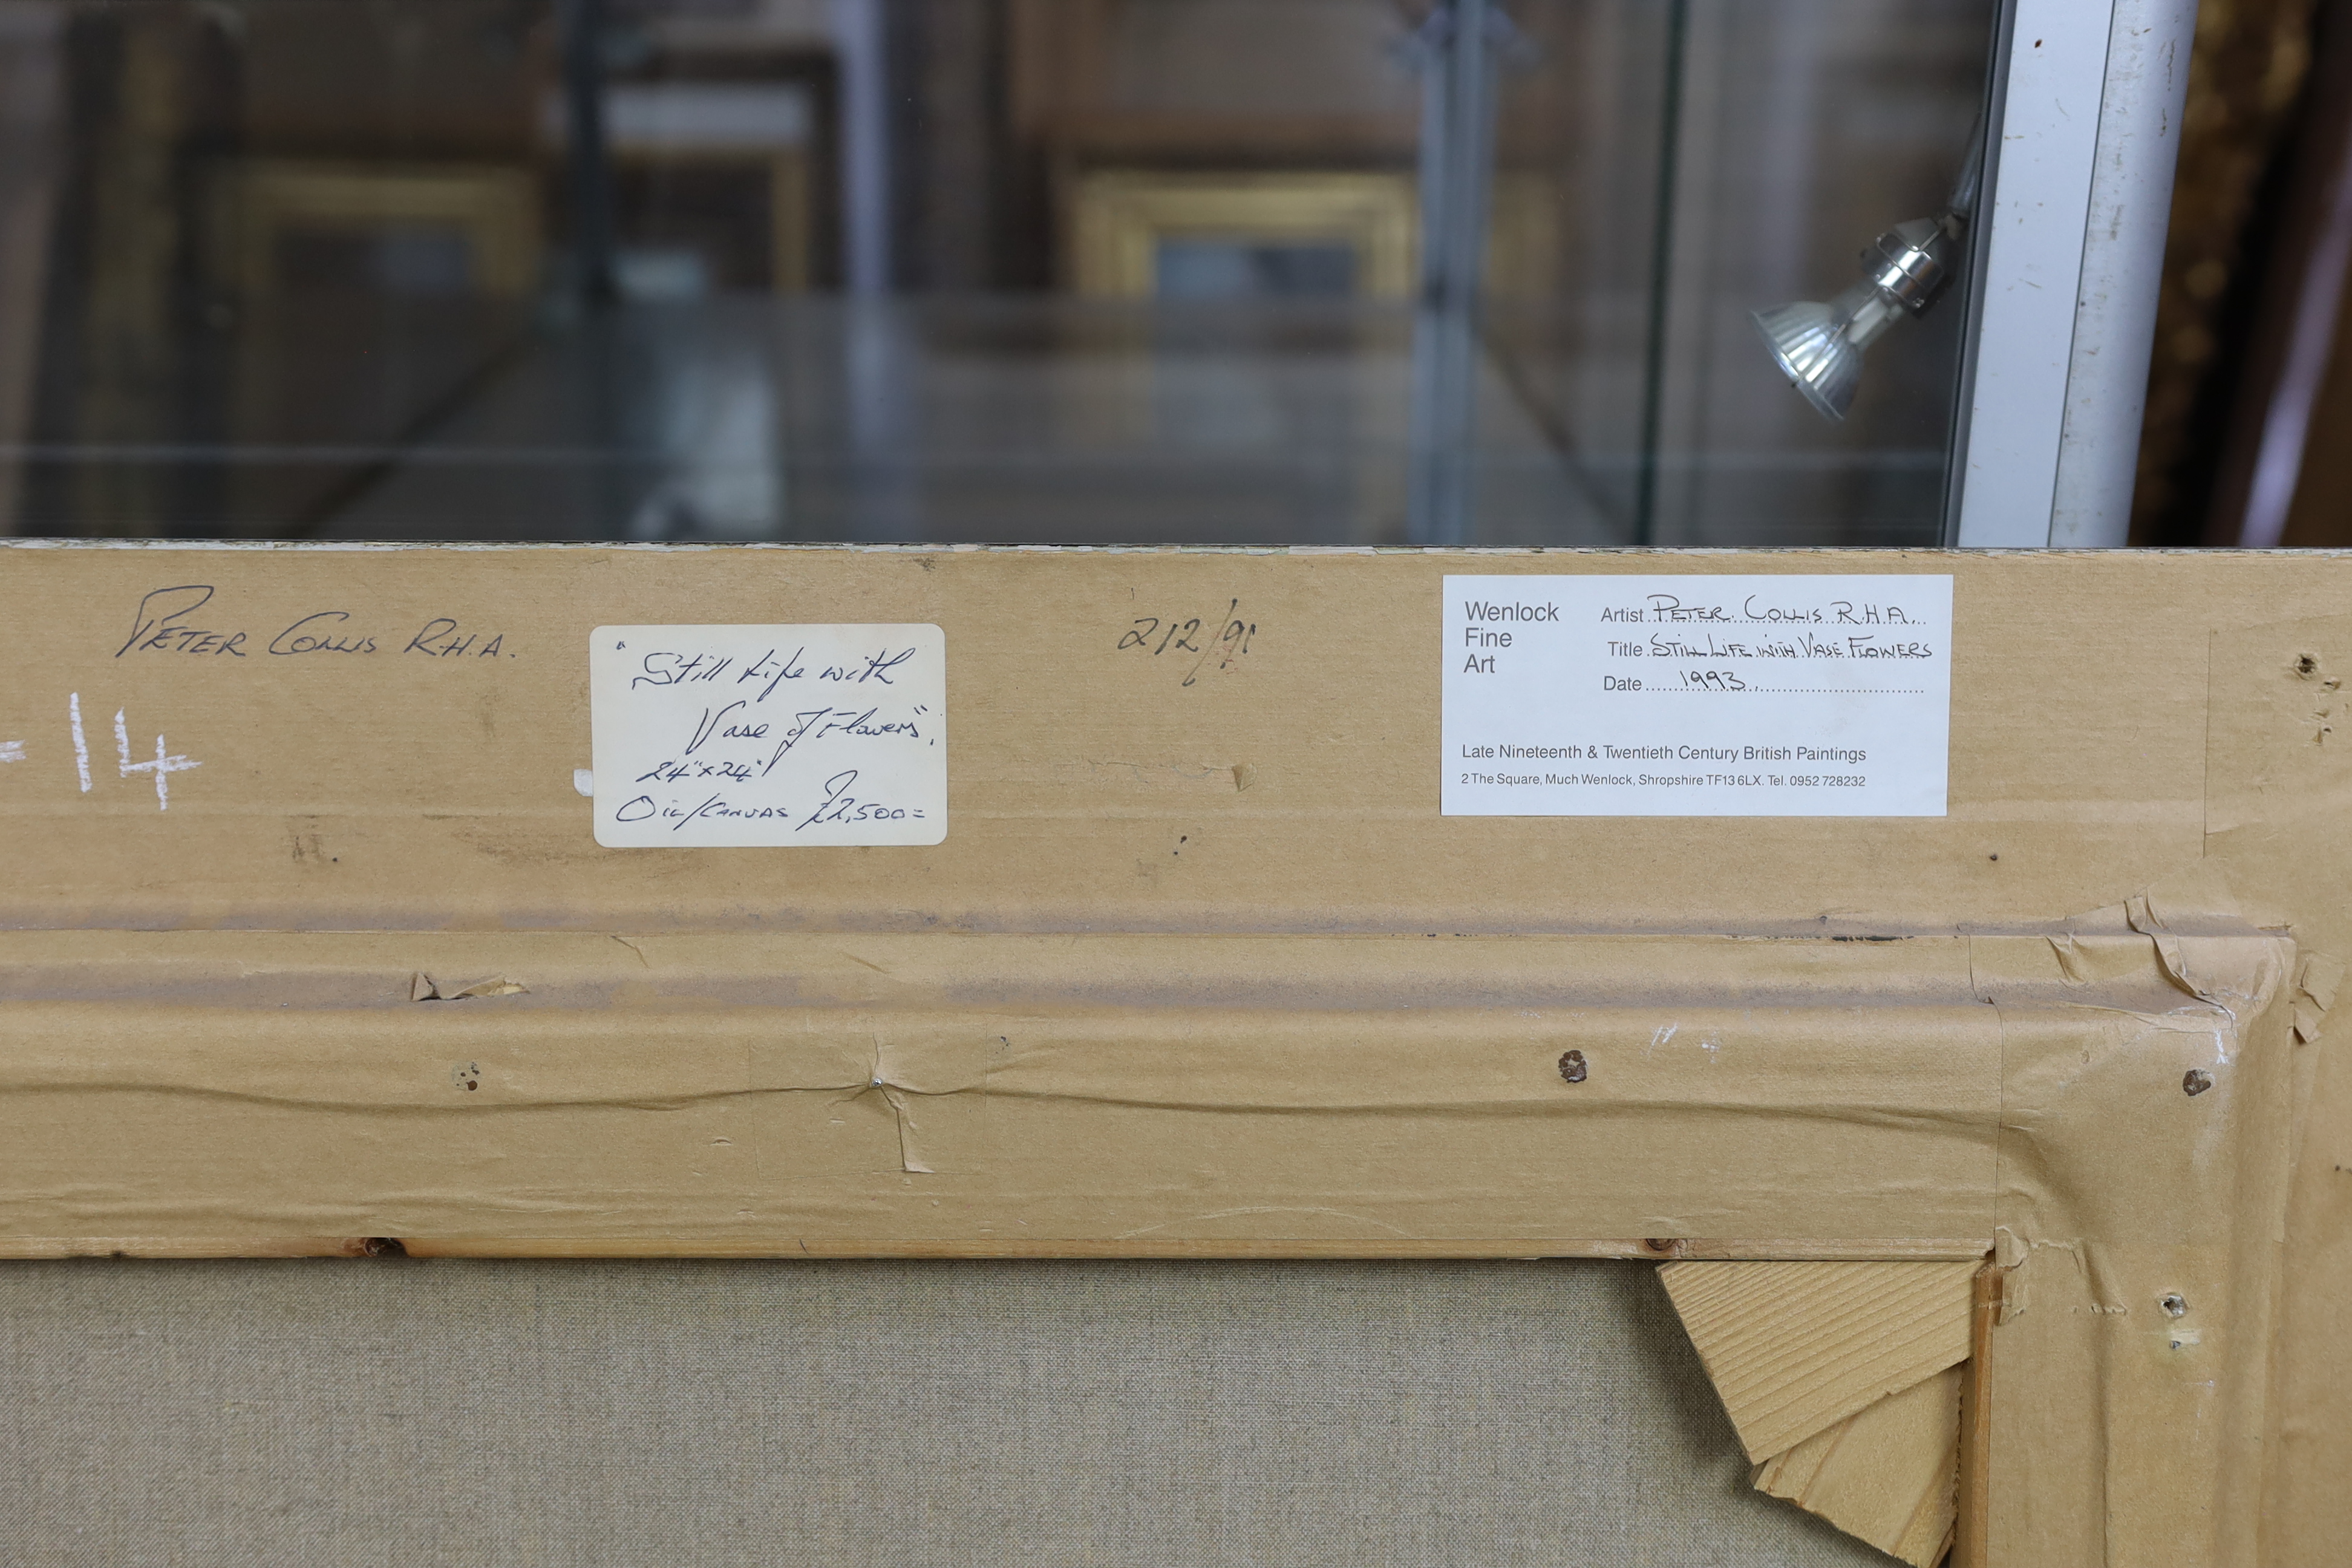 PETER COLLIS R.H.A.
-14
"Still Life with
Vase of Flowers".
24"x24"
OIL/CANVAS £2,500=
212/91
Wenlock
Fine
Art
Artist PETER. COLLIS R.H.A.
Title STILL LIFE WITH VASE FLOWERS
Date 1993.
Late Nineteenth & Twentieth Century British Paintings
2 The Square, Much Wenlock, Shropshire TF13 6LX. Tel. 0952 728232